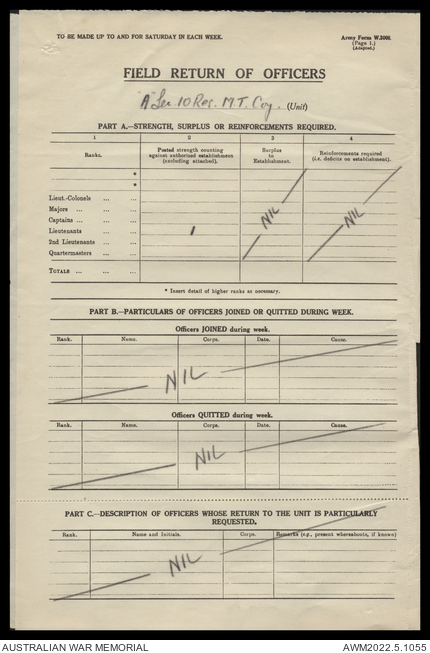 TO BE MADE UP TO AND FOR SATURDAY IN EACH WEEK.
Army Form W.3008.
(Page 1.)
(Adapted.)
FIELD RETURN OF OFFICERS
"A" Sec. 10 Res. M.T. Coy. (Unit)
PART A.—STRENGTH, SURPLUS OR REINFORCEMENTS REQUIRED.
1 2 3 4
Ranks. Posted strength counting against authorized establishment (excluding attached). Surplus to Establishment. Reinforcements required (i.e. deficits on establishment).
*
*
Lieut.-Colonels ... ...
Majors ... ... ...
Captains ... ... ...
Lieutenants ... ... 1 NIL NIL
2nd Lieutenants ... ...
Quartermasters ... ...
TOTALS ... ... ...
* Insert detail of higher ranks as necessary.
PART B.—PARTICULARS OF OFFICERS JOINED OR QUITTED DURING WEEK.
Officers JOINED during week.
Rank. Name. Corps. Date. Cause.
NIL
Officers QUITTED during week.
Rank. Name. Corps. Date. Cause.
NIL
PART C.—DESCRIPTION OF OFFICERS WHOSE RETURN TO THE UNIT IS PARTICULARLY
REQUESTED.
Rank. Name and Initials. Corps. Remarks (e.g., present whereabouts, if known)
NIL
AUSTRALIAN WAR MEMORIAL AWM2022.5.1055